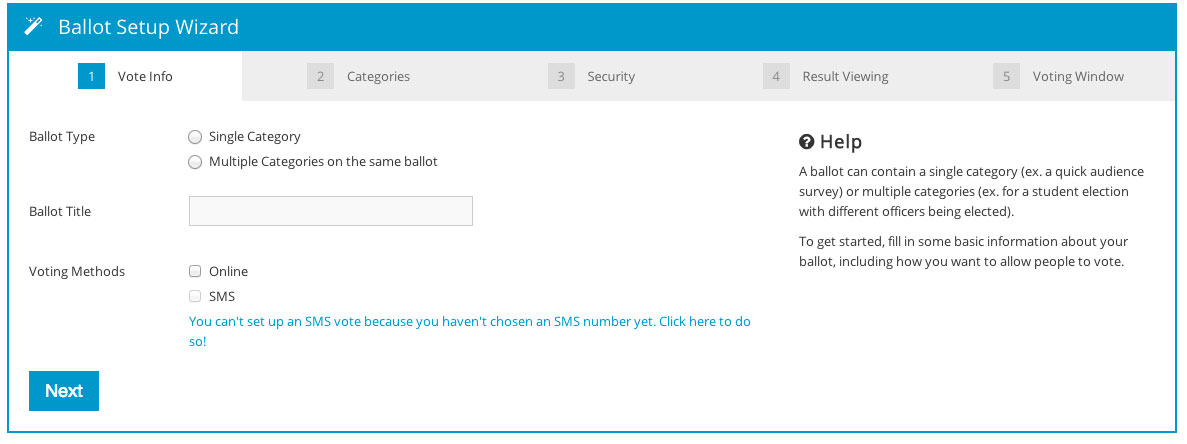 Ballot Setup Wizard
1 Vote Info
2 Categories
3 Security
4 Result Viewing
5 Voting Window
Ballot Type
Single Category
Multiple Categories on the same ballot
Ballot Title
Voting Methods
Online
SMS
You can't set up an SMS vote because you haven't chosen an SMS number yet. Click here to do
so!
Next
Help
A ballot can contain a single category (ex. a quick audience
survey) or multiple categories (ex. for a student election
with different officers being elected).
To get started, fill in some basic information about your
ballot, including how you want to allow people to vote.